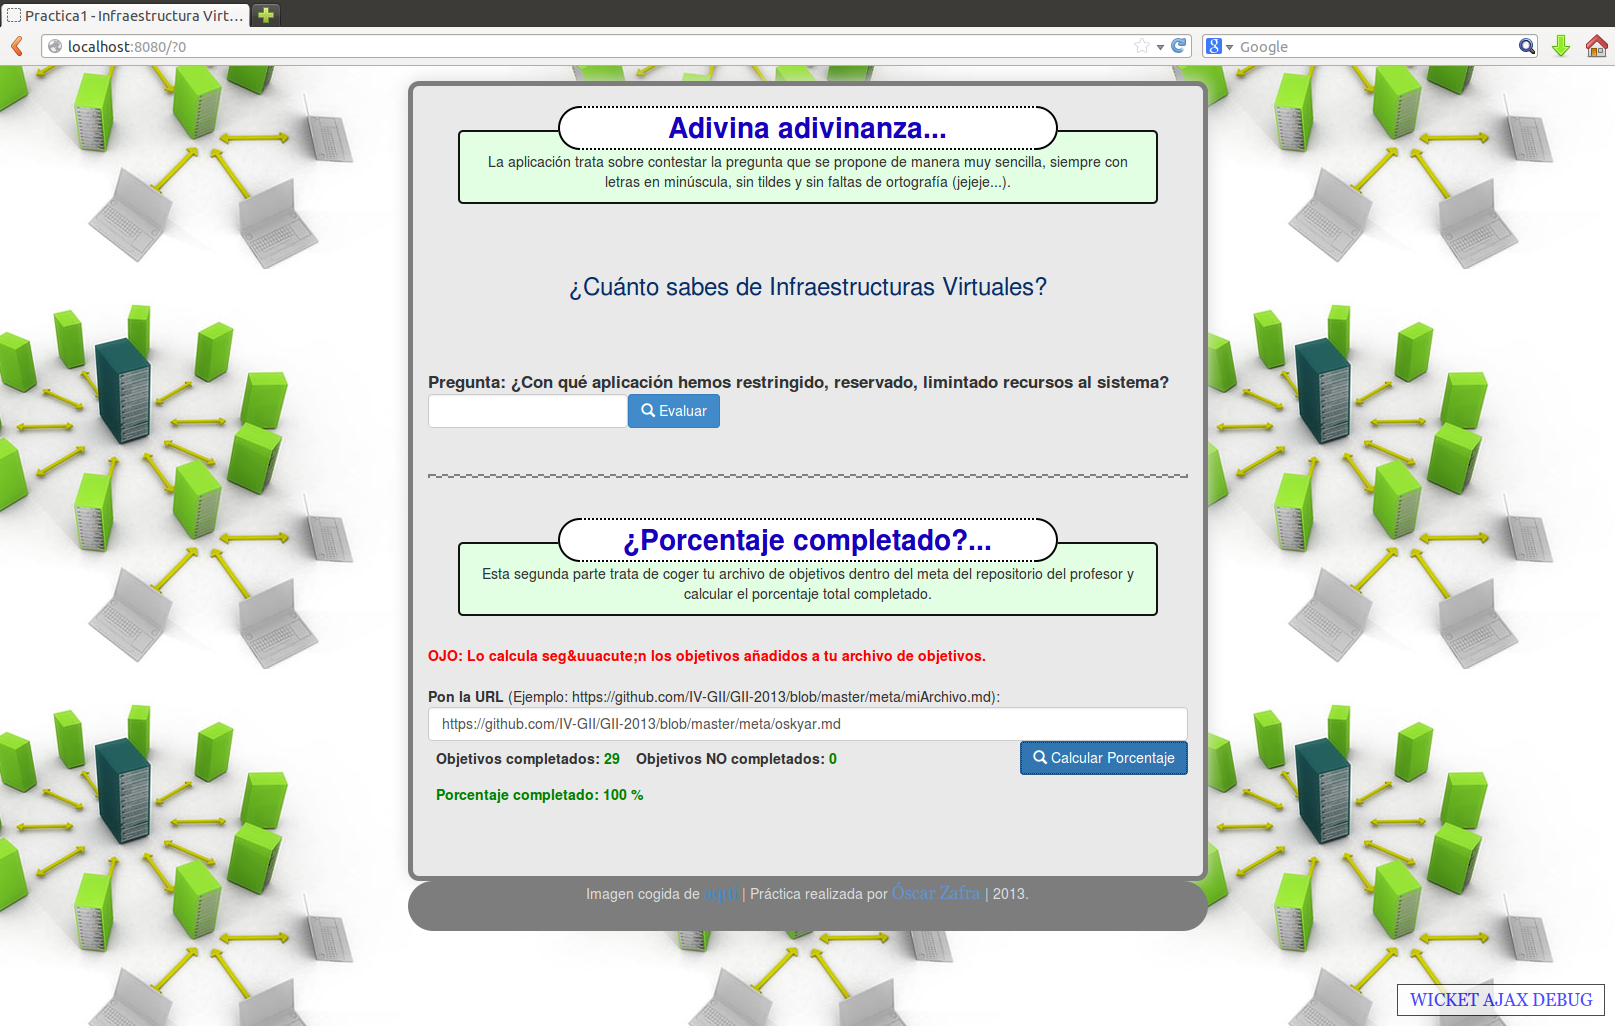 Practica1 - Infraestructura Virt...
localhost:8080/?0
Google
Adivina adivinanza...
La aplicación trata sobre contestar la pregunta que se propone de manera muy sencilla, siempre con
letras en minúscula, sin tildes y sin faltas de ortografía (jejeje...).
¿Cuánto sabes de Infraestructuras Virtuales?
Pregunta: ¿Con qué aplicación hemos restringido, reservado, limintado recursos al sistema?
Evaluar
¿Porcentaje completado?...
Esta segunda parte trata de coger tu archivo de objetivos dentro del meta del repositorio del profesor y
calcular el porcentaje total completado.
OJO: Lo calcula seg&uuacute;n los objetivos añadidos a tu archivo de objetivos.
Pon la URL (Ejemplo: https://github.com/IV-GII/GII-2013/blob/master/meta/miArchivo.md):
https://github.com/IV-GII/GII-2013/blob/master/meta/oskyar.md
Objetivos completados: 29 Objetivos NO completados: 0 Calcular Porcentaje
Porcentaje completado: 100 %
Imagen cogida de aquí | Práctica realizada por Óscar Zafra | 2013.
WICKET AJAX DEBUG